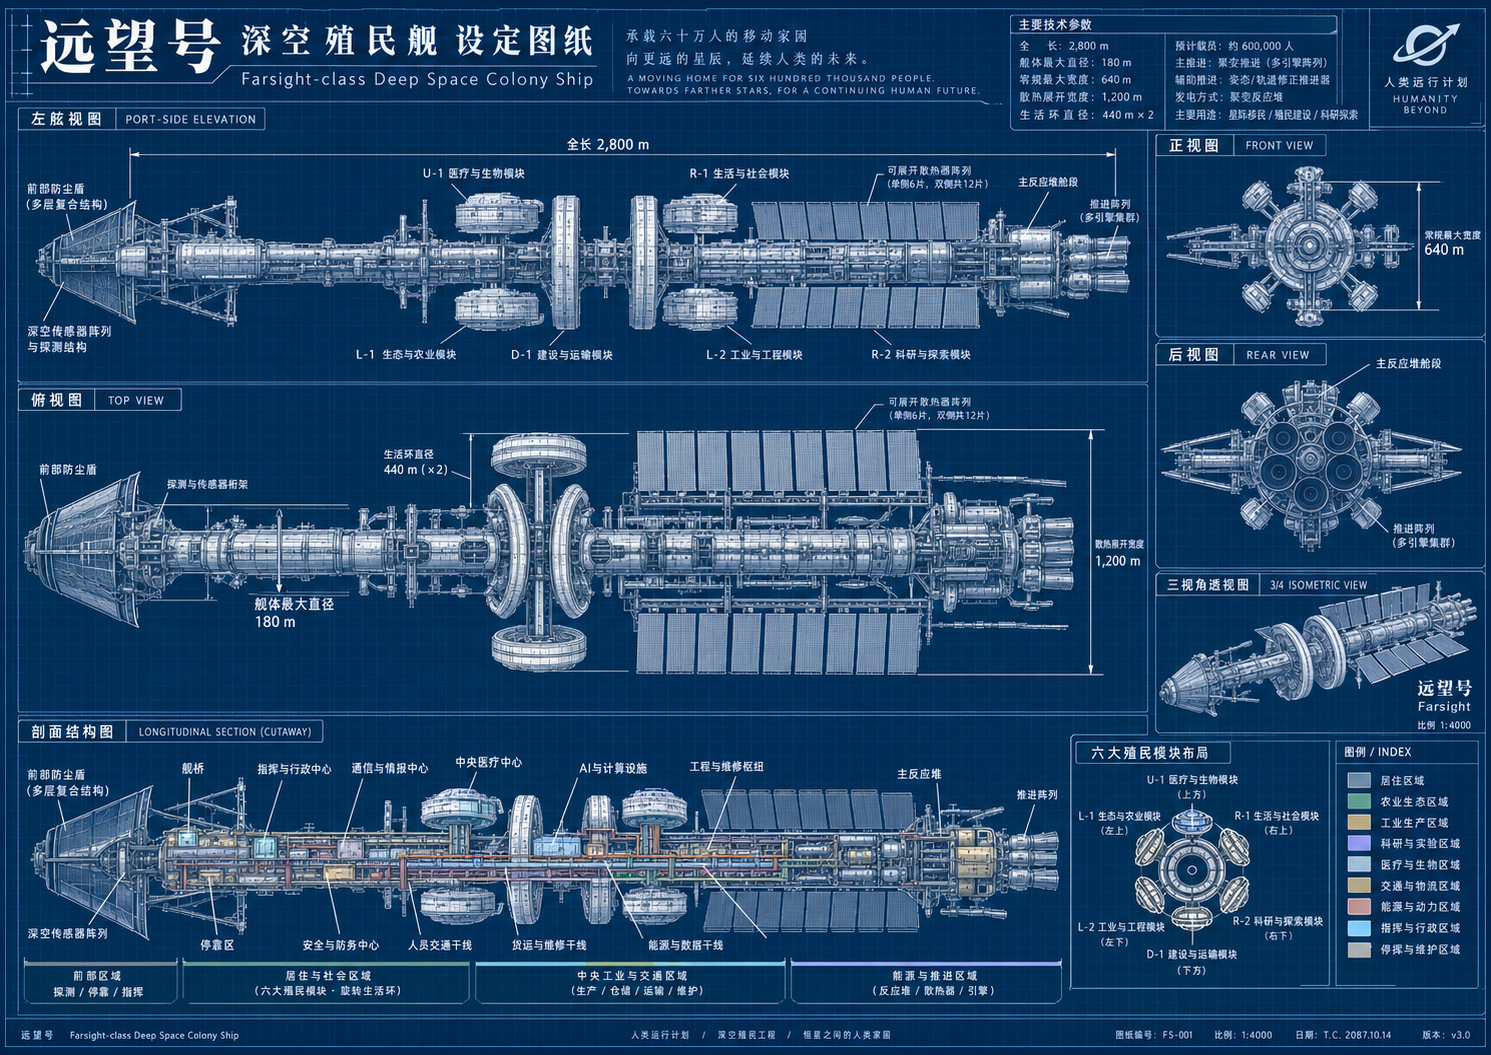 远望号
深空殖民舰 设定图纸
Farsight-class Deep Space Colony Ship
承载六十万人的移动家园
向更远的星辰，延续人类的未来。
A MOVING HOME FOR SIX HUNDRED THOUSAND PEOPLE.
TOWARDS FARTHER STARS, FOR A CONTINUING HUMAN FUTURE.
主要技术参数
全 长：2,800 m
舰体最大直径：180 m
常规最大宽度：640 m
散热展开宽度：1,200 m
生活环直径：440 m × 2
预计载员：约 600,000 人
主推进：聚变推进（多引擎阵列）
辅助推进：姿态/轨道修正推进器
发电方式：聚变反应堆
主要用途：星际移民 / 殖民建设 / 科研探索
人类远行计划
HUMANITY
BEYOND
左舷视图
PORT-SIDE ELEVATION
全长 2,800 m
前部防尘盾
（多层复合结构）
U-1 医疗与生物模块
R-1 生活与社会模块
可展开散热器阵列
（单侧6片，双侧共12片）
主反应堆舱段
推进阵列
（多引擎集群）
深空传感器阵列
与探测结构
L-1 生态与农业模块
D-1 建设与运输模块
L-2 工业与工程模块
R-2 科研与探索模块
正视图
FRONT VIEW
常规最大宽度
640 m
后视图
REAR VIEW
主反应堆舱段
推进阵列
（多引擎集群）
俯视图
TOP VIEW
可展开散热器阵列
（单侧6片，双侧共12片）
生活环直径
440 m (×2)
前部防尘盾
探测与传感器桁架
舰体最大直径
180 m
散热展开宽度
1,200 m
三视角透视图
3/4 ISOMETRIC VIEW
远望号
Farsight
比例 1:4000
剖面结构图
LONGITUDINAL SECTION (CUTAWAY)
前部防尘盾
（多层复合结构）
舰桥
指挥与行政中心
通信与情报中心
中央医疗中心
AI与计算设施
工程与维修枢纽
主反应堆
推进阵列
深空传感器阵列
停靠区
安全与防务中心
人员交通干线
货运与维修干线
能源与数据干线
前部区域
探测 / 停靠 / 指挥
居住与社会区域
（六大殖民模块 · 旋转生活环）
中央工业与交通区域
（生产 / 仓储 / 运输 / 维护）
能源与推进区域
（反应堆 / 散热器 / 引擎）
六大殖民模块布局
U-1 医疗与生物模块
（上方）
L-1 生态与农业模块
（左上）
R-1 生活与社会模块
（右上）
L-2 工业与工程模块
（左下）
R-2 科研与探索模块
（右下）
D-1 建设与运输模块
（下方）
图例 / INDEX
居住区域
农业生态区域
工业生产区域
科研与实验区域
医疗与生物区域
交通与物流区域
能源与动力区域
指挥与行政区域
停挥与维护区域
远望号 Farsight-class Deep Space Colony Ship
人类远行计划 / 深空殖民工程 / 恒星之间的人类家园
图纸编号：FS-001 比例：1:4000 日期：T.C. 2087.10.14 版本：v3.0